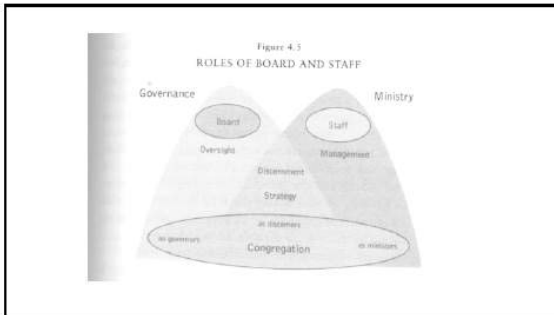 Figure 4.3
ROLES OF BOARD AND STAFF
Governance
Ministry
Board
Staff
Oversight
Management
Discernment
Strategy
as discerners
as governors
Congregation
as ministers